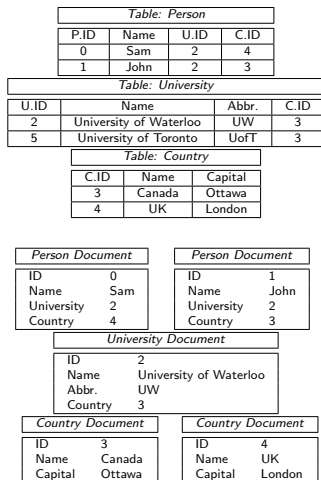 Table: Person
P.ID Name U.ID C.ID
0 Sam 2 4
1 John 2 3
Table: University
U.ID Name Abbr. C.ID
2 University of Waterloo UW 3
5 University of Toronto UofT 3
Table: Country
C.ID Name Capital
3 Canada Ottawa
4 UK London
Person Document Person Document
ID 0 ID 1
Name Sam Name John
University 2 University 2
Country 4 Country 3
University Document
ID 2
Name University of Waterloo
Abbr. UW
Country 3
Country Document Country Document
ID 3 ID 4
Name Canada Name UK
Capital Ottawa Capital London